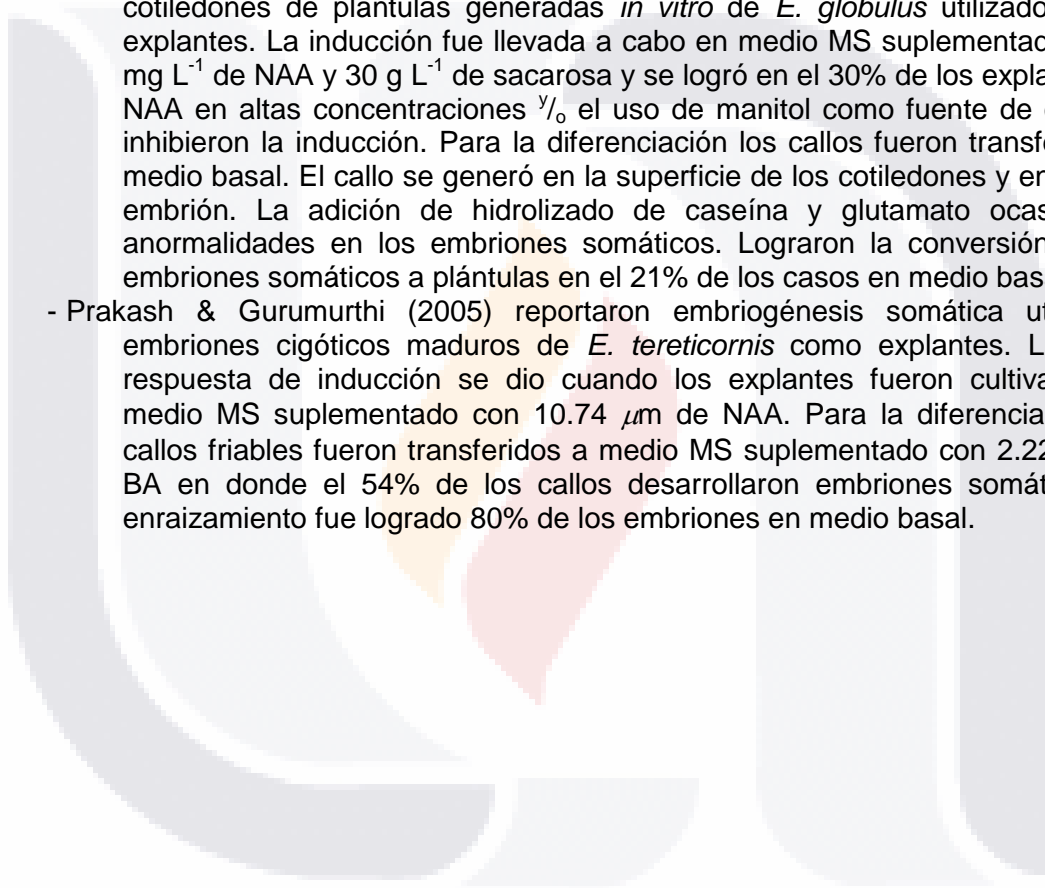 cotiledones de plántulas generadas in vitro de E. globulus utilizado
explantes. La inducción fue llevada a cabo en medio MS suplementad
mg L⁻¹ de NAA y 30 g L⁻¹ de sacarosa y se logró en el 30% de los expla
NAA en altas concentraciones ʸ/ₒ el uso de manitol como fuente de
inhibieron la inducción. Para la diferenciación los callos fueron transfe
medio basal. El callo se generó en la superficie de los cotiledones y en
embrión. La adición de hidrolizado de caseína y glutamato ocas
anormalidades en los embriones somáticos. Lograron la conversión
embriones somáticos a plántulas en el 21% de los casos en medio bas
- Prakash & Gurumurthi (2005) reportaron embriogénesis somática ut
embriones cigóticos maduros de E. tereticornis como explantes. L
respuesta de inducción se dio cuando los explantes fueron cultiva
medio MS suplementado con 10.74 μm de NAA. Para la diferencia
callos friables fueron transferidos a medio MS suplementado con 2.22
BA en donde el 54% de los callos desarrollaron embriones somát
enraizamiento fue logrado 80% de los embriones en medio basal.